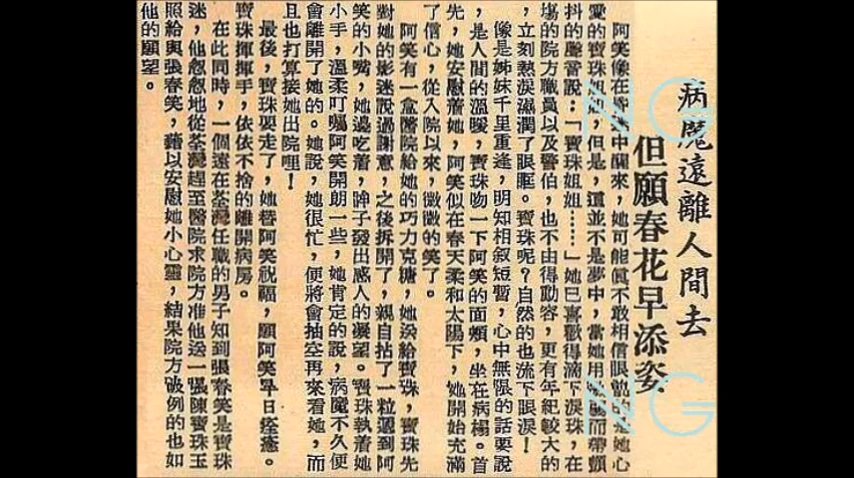 病魔遠離人間去
但願春花早添姿
阿笑像在昏迷中醒來，她可能眞不敢相信眼前的是她心
愛的寶珠姐姐，但是，這並不是夢中，當她用微弱而帶顫
抖的聲音說：「寶珠姐姐……」她已喜歡得滴下淚珠，在
塲的院方職員以及警伯，也不由得動容，更有年紀較大的
，立刻熱淚濕潤了眼眶。寶珠呢？自然的也流下眼淚！
像是姊妹千里重逢，明知相叙短暫，心中無限的話要說
，是人間的溫暖，寶珠吻一下阿笑的面頰，坐在病榻。首
先，她安慰着她，阿笑似在春天柔和太陽下，她開始充滿
了信心，從入院以來，微微的笑了。
阿笑有一盒醫院給她的巧力克糖，她送給寶珠，寶珠先
對她的影迷說過謝意，之後拆開了，親自拈了一粒遞到阿
笑的小嘴，她邊吃着，眸子發出感人的凝望。寶珠執着她
小手，溫柔叮囑阿笑開朗一些，她肯定的說，病魔不久便
會離開了她的。她說，她很忙，便將會抽空再來看她，而
且也打算接她出院哩！
最後，寶珠要走了，她替阿笑祝福，願阿笑早日痊癒。
寶珠揮揮手，依依不捨的離開病房。
在此同時，一個遠在荃灣任職的男子知到張春笑是寶珠
迷，他怱怱地從荃灣趕至醫院求院方准他送一張陳寶珠玉
照給與張春笑，藉以安慰她小心靈，結果院方破例的也如
他的願望。
NG
NG